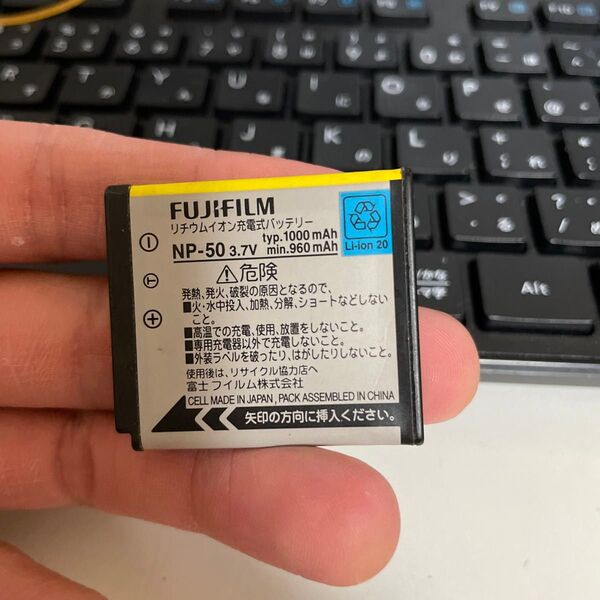 FUJIFILM
リチウムイオン充電式バッテリー
NP-50 3.7V typ.1000mAh
min.960mAh
Li-ion 20
危険
発熱、発火、破裂の原因となるので、
■火・水中投入、加熱、分解、ショートなどしない
こと。
■高温での充電、使用、放置をしないこと。
■専用充電器以外で充電しないこと。
■外装ラベルを破ったり、はがしたりしないこと。
使用後は、リサイクル協力店へ
富士フイルム株式会社
CELL MADE IN JAPAN, PACK ASSEMBLED IN CHINA
矢印の方向に挿入ください。
Alt